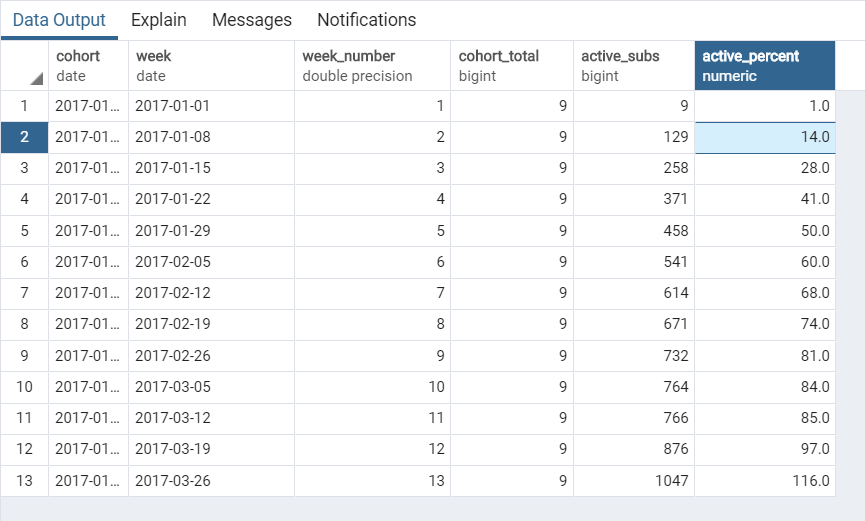 Data Output Explain Messages Notifications
cohort week week_number cohort_total active_subs active_percent
date date double precision bigint bigint numeric
1 2017-01... 2017-01-01 1 9 9 1.0
2 2017-01... 2017-01-08 2 9 129 14.0
3 2017-01... 2017-01-15 3 9 258 28.0
4 2017-01... 2017-01-22 4 9 371 41.0
5 2017-01... 2017-01-29 5 9 458 50.0
6 2017-01... 2017-02-05 6 9 541 60.0
7 2017-01... 2017-02-12 7 9 614 68.0
8 2017-01... 2017-02-19 8 9 671 74.0
9 2017-01... 2017-02-26 9 9 732 81.0
10 2017-01... 2017-03-05 10 9 764 84.0
11 2017-01... 2017-03-12 11 9 766 85.0
12 2017-01... 2017-03-19 12 9 876 97.0
13 2017-01... 2017-03-26 13 9 1047 116.0